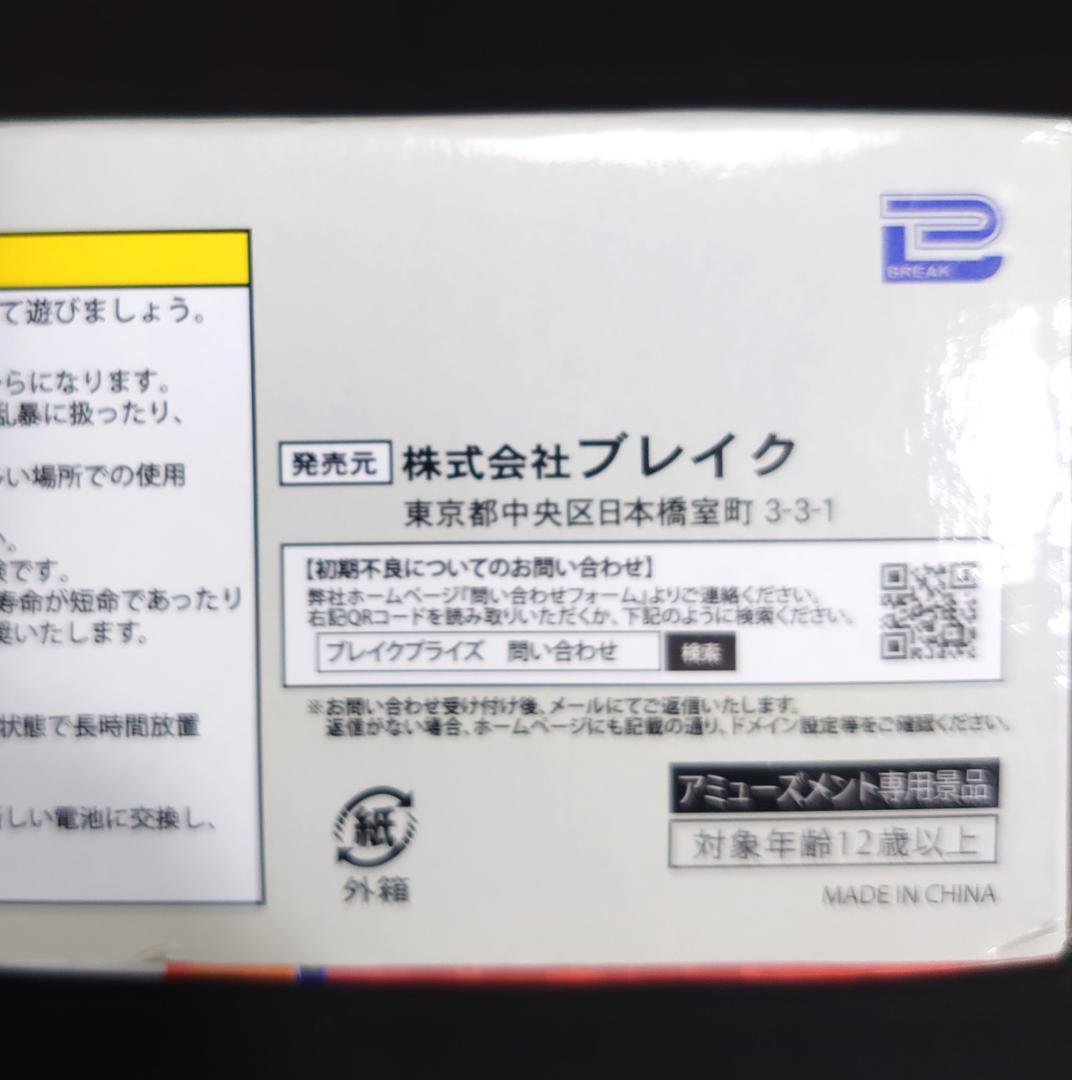 て遊びましょう。
らになります。
乱暴に扱ったり、
い場所での使用
です。
寿命が短命であったり
いたします。
状態で長時間放置
しい電池に交換し、
BREAK
発売元 株式会社ブレイク
東京都中央区日本橋室町 3-3-1
【初期不良についてのお問い合わせ】
弊社ホームページ『問い合わせフォーム』よりご連絡ください。
右記QRコードを読み取りいただくか、下記のように検索ください。
ブレイクプライズ 問い合わせ 検索
※お問い合わせ受け付け後、メールにてご返信いたします。
返信がない場合、ホームページにも記載の通り、ドメイン設定等をご確認ください。
紙
外箱
アミューズメント専用景品
対象年齢12歳以上
MADE IN CHINA